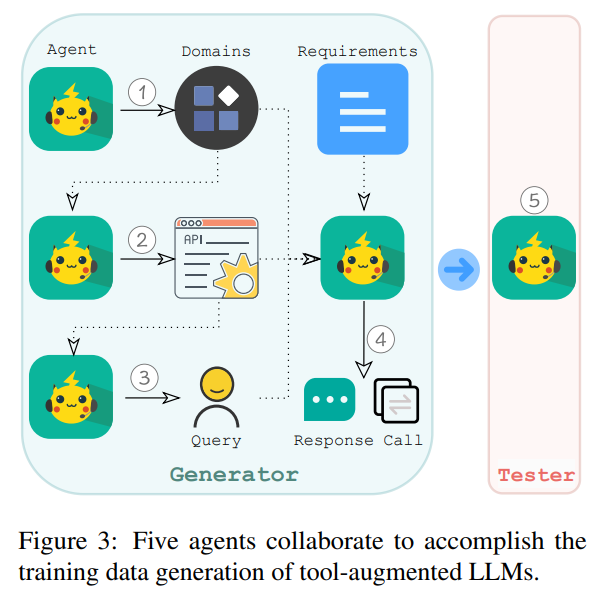 Agent
Domains
Requirements
1
2
API
5
3
4
Query
Response Call
Generator
Tester
Figure 3: Five agents collaborate to accomplish the
training data generation of tool-augmented LLMs.